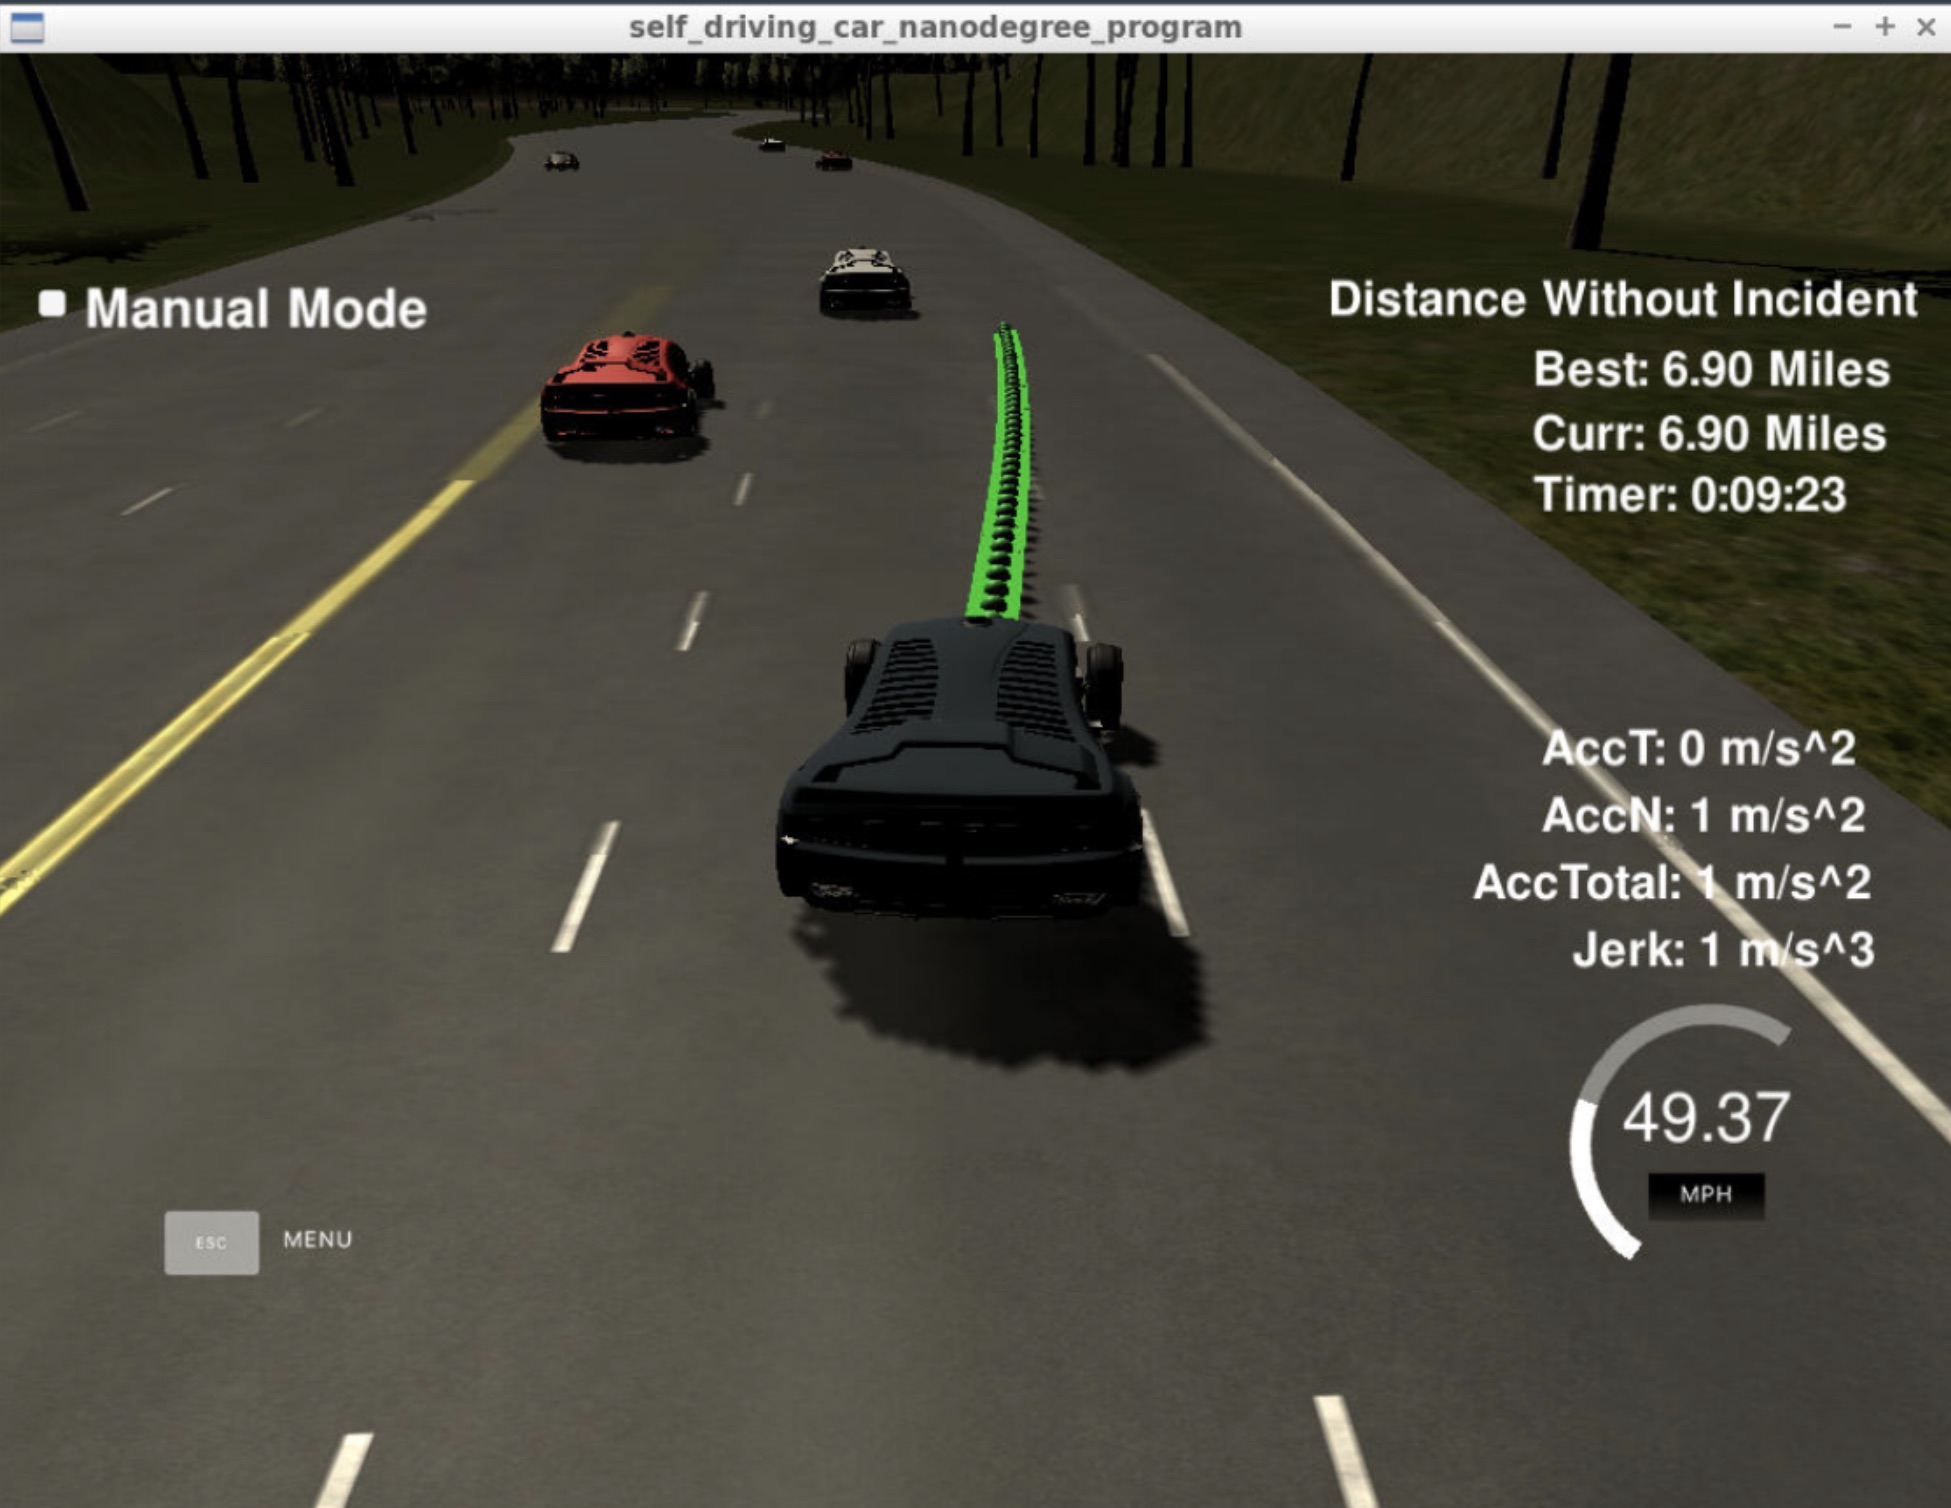 self_driving_car_nanodegree_program
Manual Mode
Distance Without Incident
Best: 6.90 Miles
Curr: 6.90 Miles
Timer: 0:09:23
AccT: 0 m/s^2
AccN: 1 m/s^2
AccTotal: 1 m/s^2
Jerk: 1 m/s^3
49.37
MPH
ESC MENU